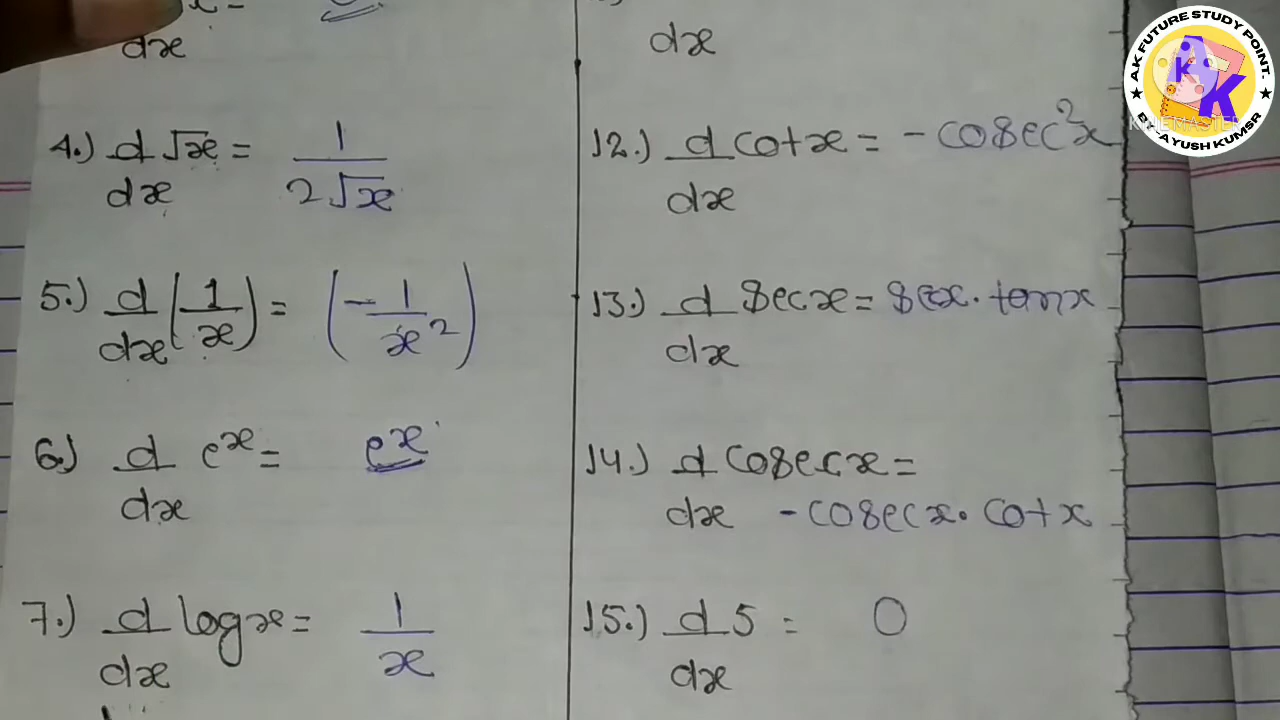 dx
4.) d/dx √x = 1/2√x
5.) d/dx (1/x) = (-1/x²)
6.) d/dx e^x = e^x
7.) d/dx logx = 1/x
dx
12.) d/dx cotx = -cosec²x
13.) d/dx secx = secx. tanx
14.) d/dx cosecx =
-cosecx. cotx
15.) d/dx 5 = 0
A.K FUTURE STUDY POINT.
AK
BY-AYUSH KUMSR
KINEMASTER